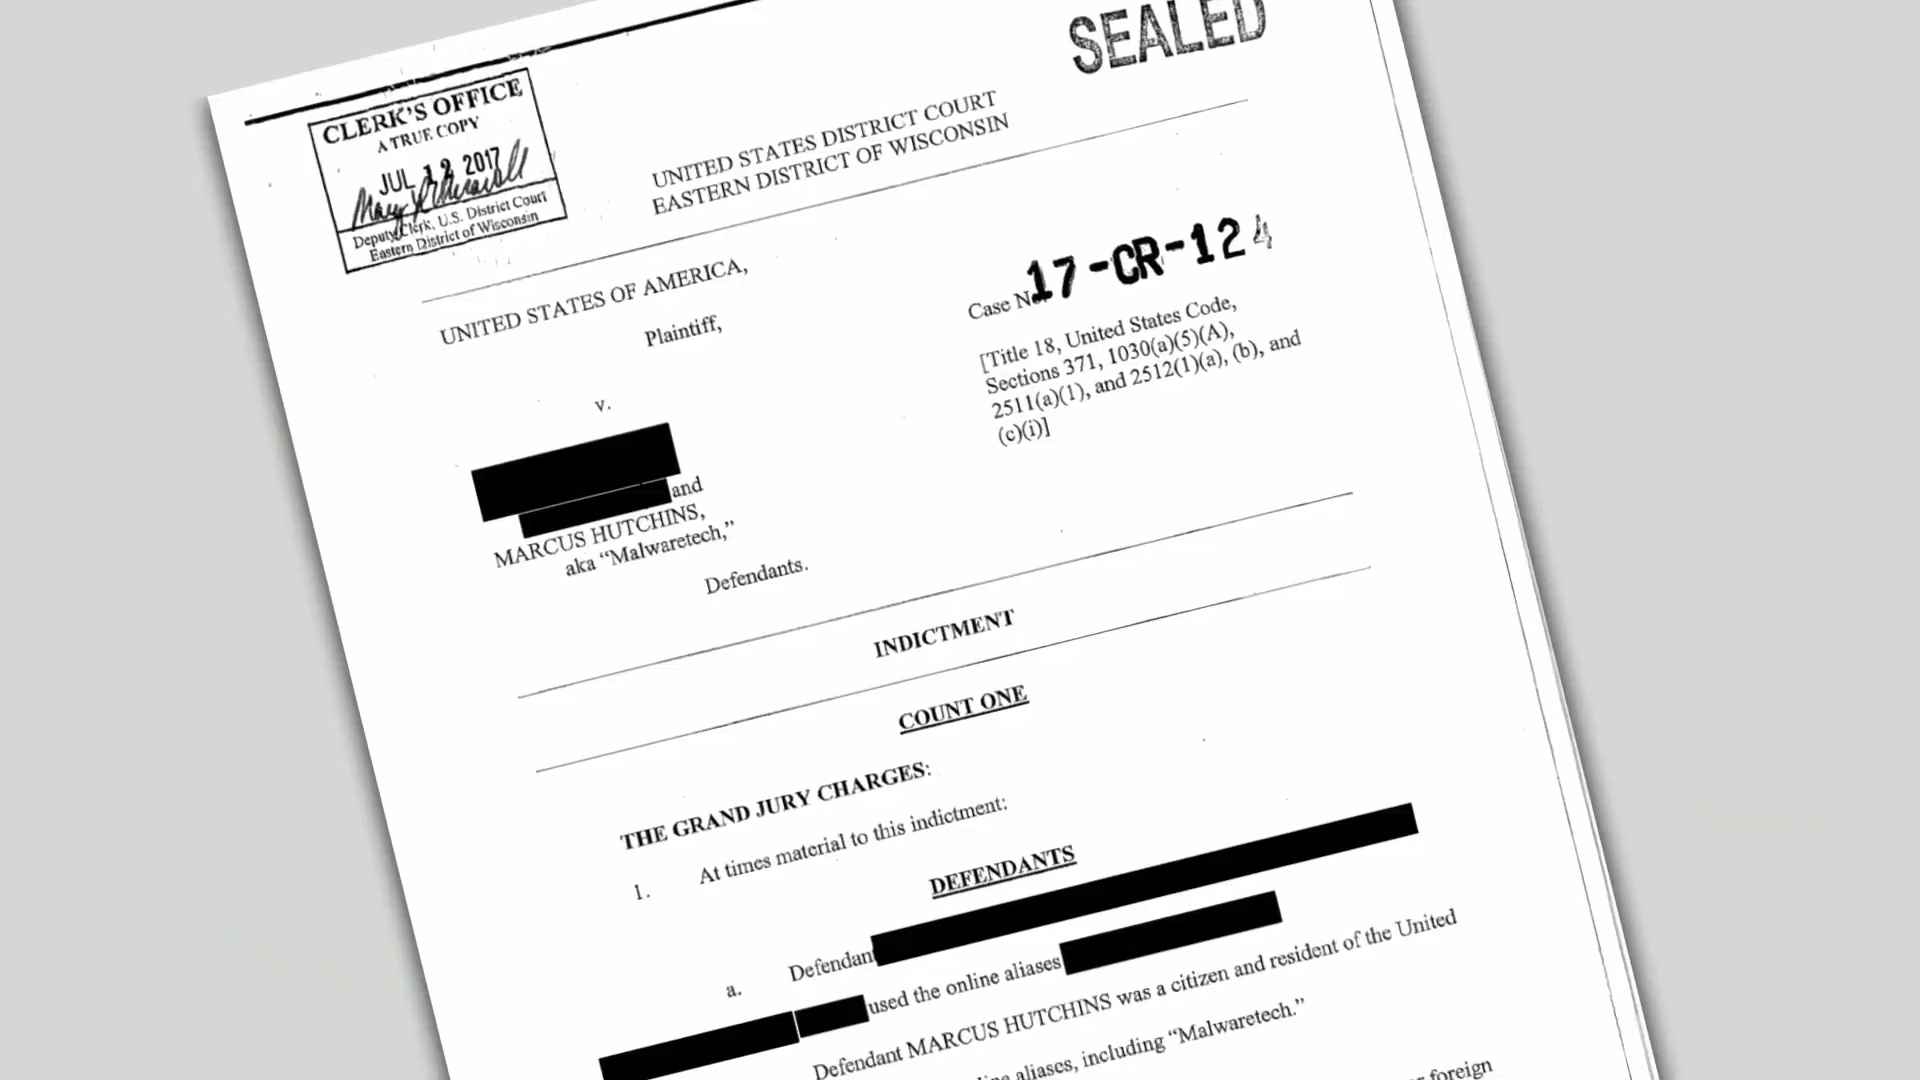 SEALED
CLERK'S OFFICE
A TRUE COPY
JUL 12 2017
Deputy Clerk, U.S. District Court
Eastern District of Wisconsin
UNITED STATES DISTRICT COURT
EASTERN DISTRICT OF WISCONSIN
UNITED STATES OF AMERICA,
Plaintiff,
v.
and
MARCUS HUTCHINS,
aka “Malwaretech,”
Defendants.
Case No. 17-CR-124
[Title 18, United States Code,
Sections 371, 1030(a)(5)(A),
2511(a)(1), and 2512(1)(a), (b), and
(c)(i)]
INDICTMENT
COUNT ONE
THE GRAND JURY CHARGES:
1. At times material to this indictment:
DEFENDANTS
a. Defendant
used the online aliases
Defendant MARCUS HUTCHINS was a citizen and resident of the United
aliases, including “Malwaretech.”
foreign